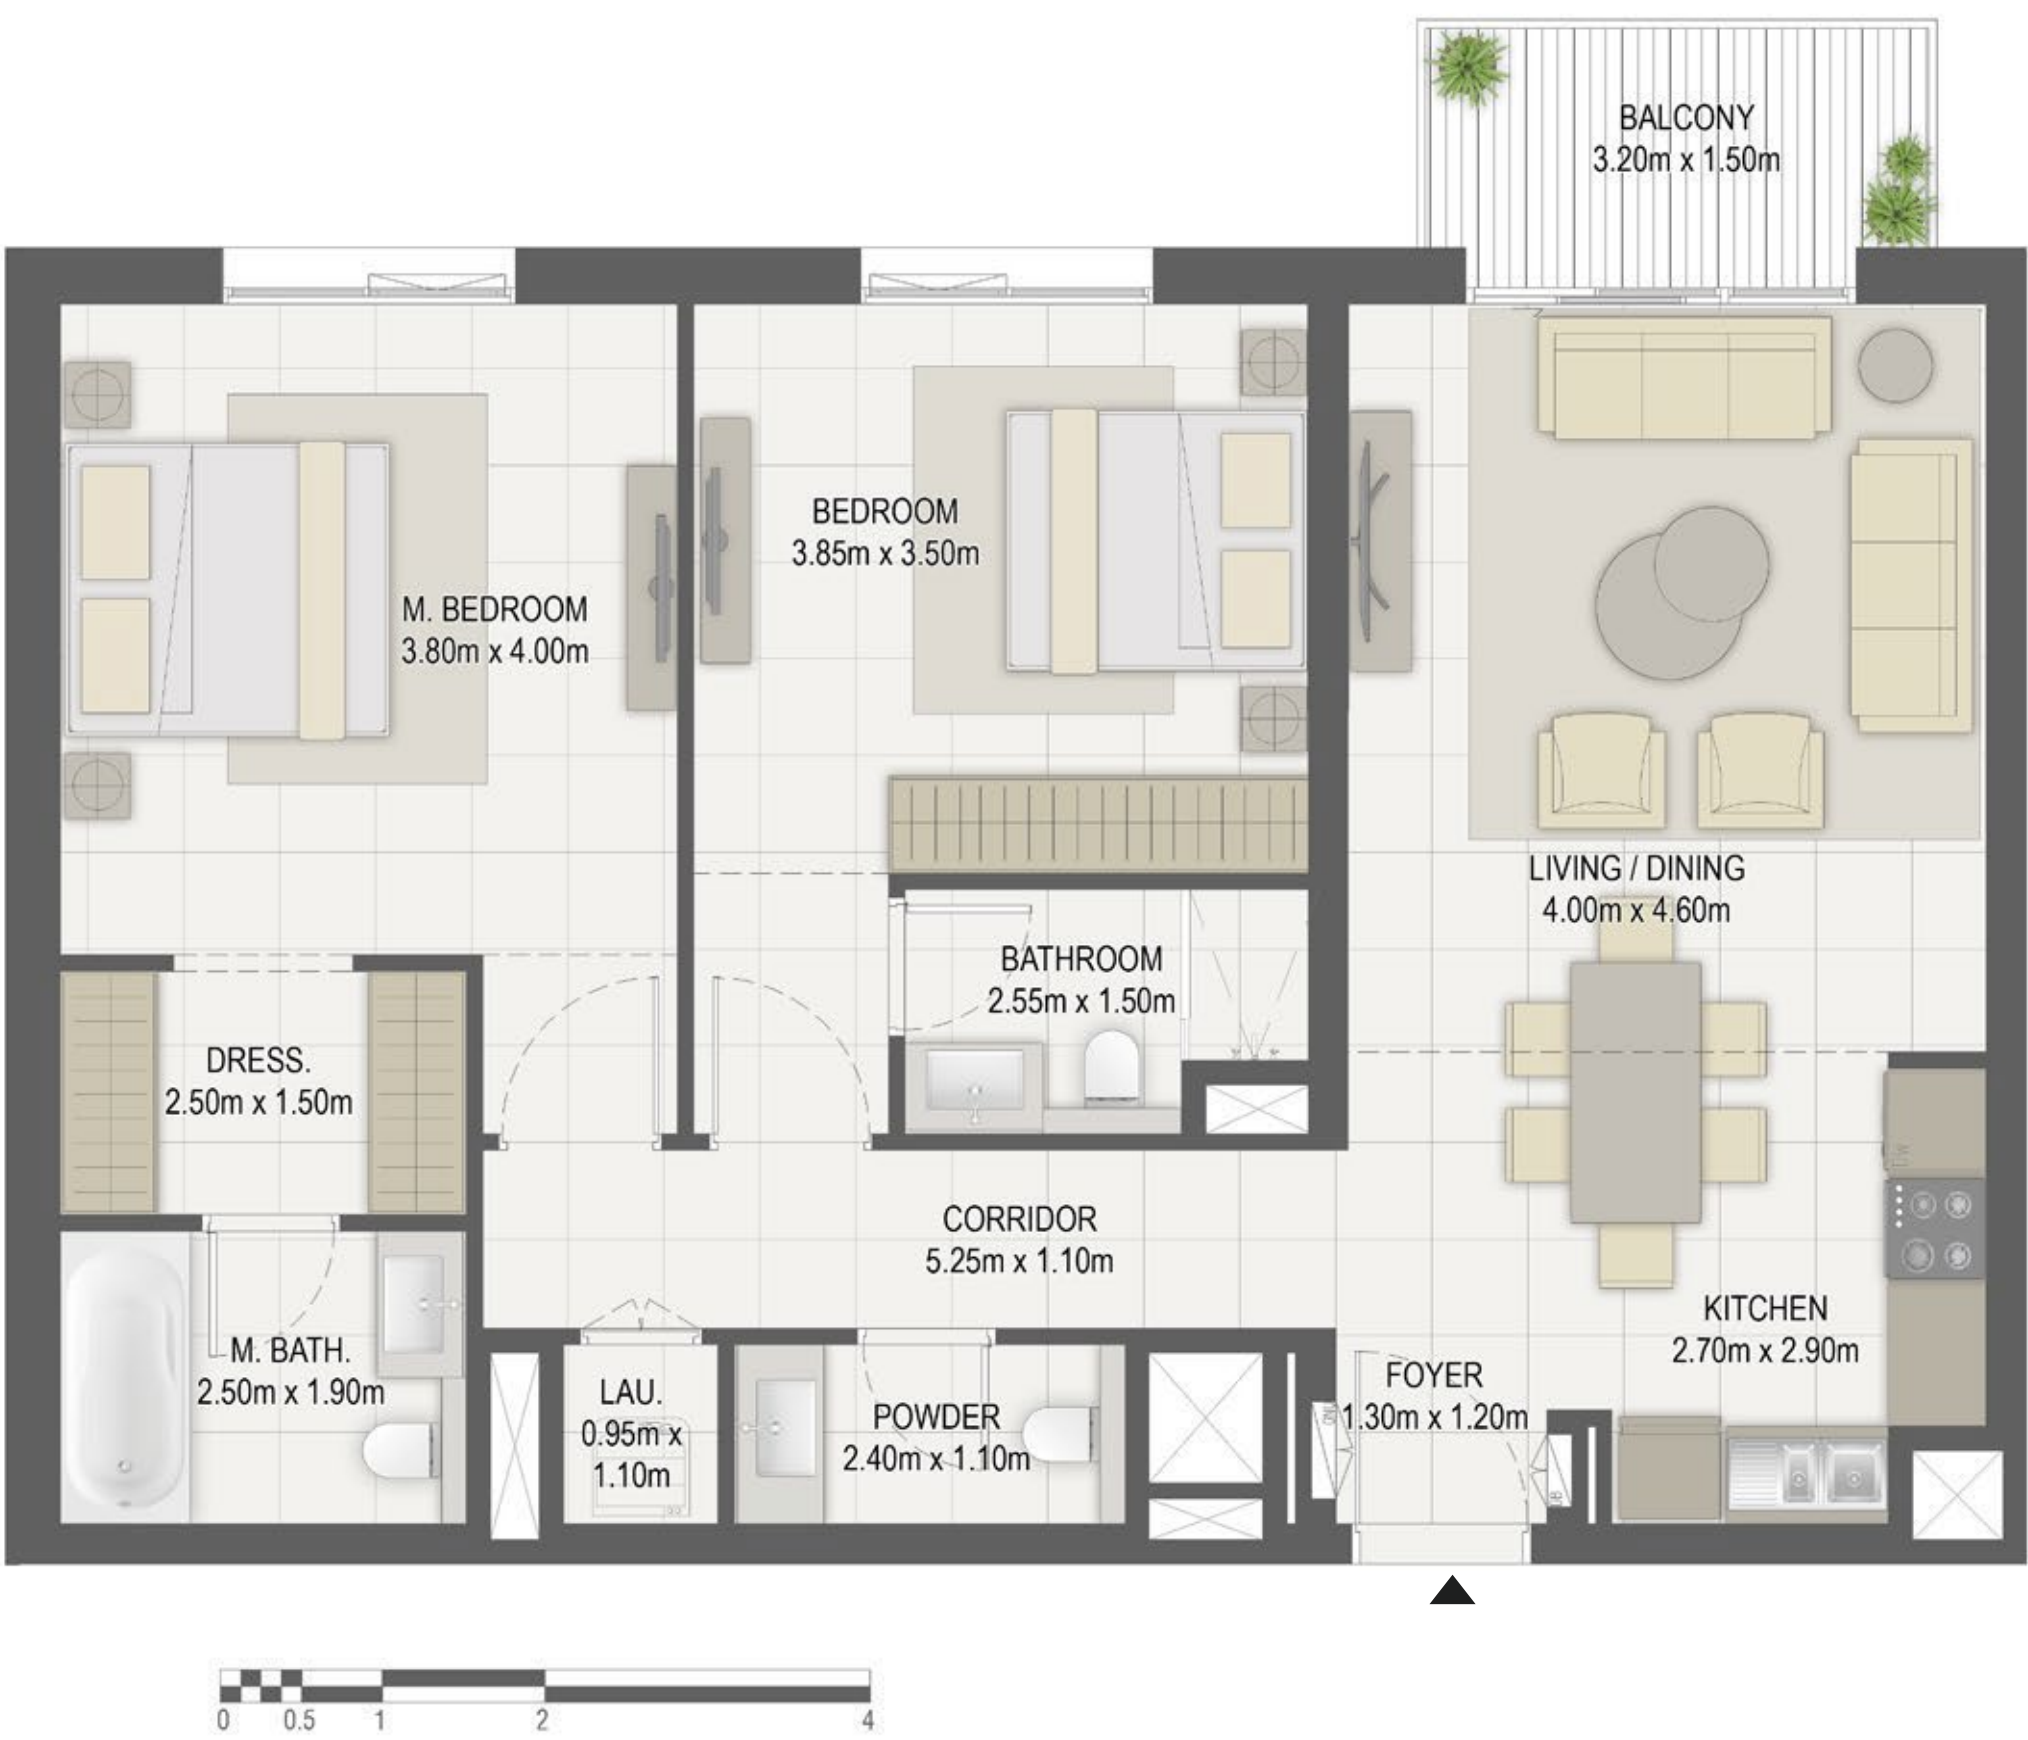 BALCONY
3.20m x 1.50m
BEDROOM
3.85m x 3.50m
M. BEDROOM
3.80m x 4.00m
LIVING / DINING
4.00m x 4.60m
BATHROOM
2.55m x 1.50m
DRESS.
2.50m x 1.50m
CORRIDOR
5.25m x 1.10m
KITCHEN
2.70m x 2.90m
M. BATH.
2.50m x 1.90m
LAU.
0.95m x
1.10m
POWDER
2.40m x 1.10m
FOYER
1.30m x 1.20m
DB
0 0.5 1 2 4